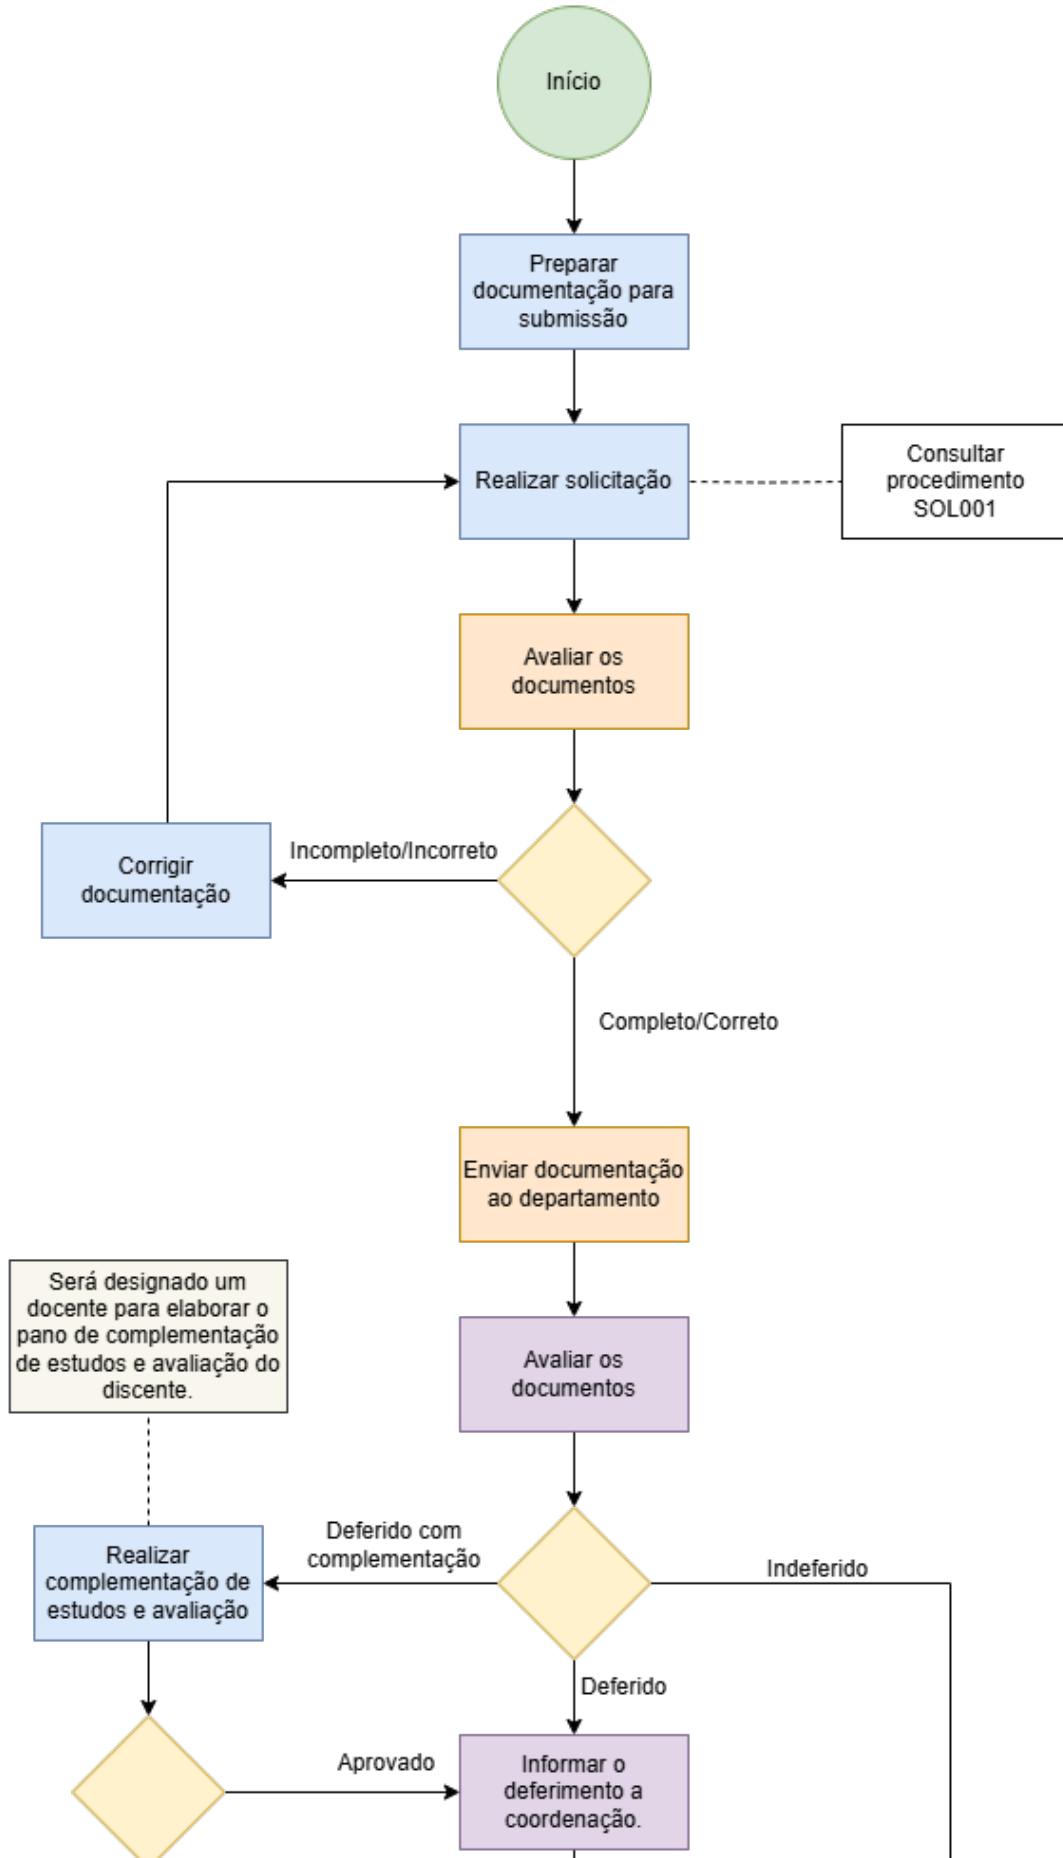 Início
Preparar
documentação para
submissão
Realizar solicitação
Consultar
procedimento
SOL001
Avaliar os
documentos
Incompleto/Incorreto
Corrigir
documentação
Completo/Correto
Enviar documentação
ao departamento
Será designado um
docente para elaborar o
pano de complementação
de estudos e avaliação do
discente.
Avaliar os
documentos
Deferido com
complementação
Indeferido
Realizar
complementação de
estudos e avaliação
Deferido
Aprovado
Informar o
deferimento a
coordenação.